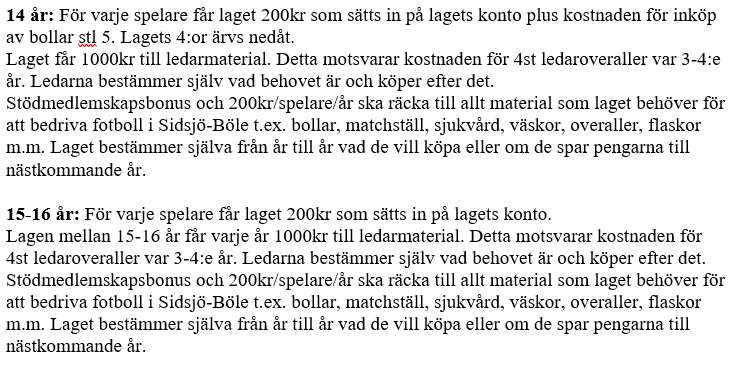 14 år: För varje spelare får laget 200kr som sätts in på lagets konto plus kostnaden för inköp
av bollar stl 5. Lagets 4:or ärvs nedåt.
Laget får 1000kr till ledarmaterial. Detta motsvarar kostnaden för 4st ledaroveraller var 3-4:e
år. Ledarna bestämmer själv vad behovet är och köper efter det.
Stödmedlemskapsbonus och 200kr/spelare/år ska räcka till allt material som laget behöver för
att bedriva fotboll i Sidsjö-Böle t.ex. bollar, matchställ, sjukvård, väskor, overaller, flaskor
m.m. Laget bestämmer själva från år till år vad de vill köpa eller om de spar pengarna till
nästkommande år.
15-16 år: För varje spelare får laget 200kr som sätts in på lagets konto.
Lagen mellan 15-16 år får varje år 1000kr till ledarmaterial. Detta motsvarar kostnaden för
4st ledaroveraller var 3-4:e år. Ledarna bestämmer själv vad behovet är och köper efter det.
Stödmedlemskapsbonus och 200kr/spelare/år ska räcka till allt material som laget behöver för
att bedriva fotboll i Sidsjö-Böle t.ex. bollar, matchställ, sjukvård, väskor, overaller, flaskor
m.m. Laget bestämmer själva från år till år vad de vill köpa eller om de spar pengarna till
nästkommande år.